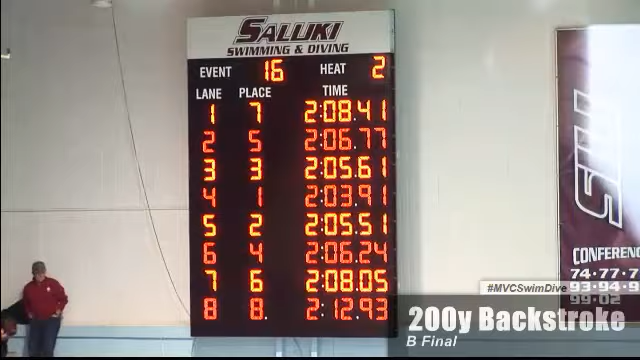 SALUKI
SWIMMING & DIVING
EVENT 16 HEAT 2
LANE PLACE TIME
1 7 2:08.41
2 5 2:06.77
3 3 2:05.61
4 1 2:03.91
5 2 2:05.51
6 4 2:06.24
7 6 2:08.05
8 8. 2:12.93
SIU
CONFERENC
74-77-7
93-94-9
99-02
#MVCSwimDive
200y Backstroke
B Final